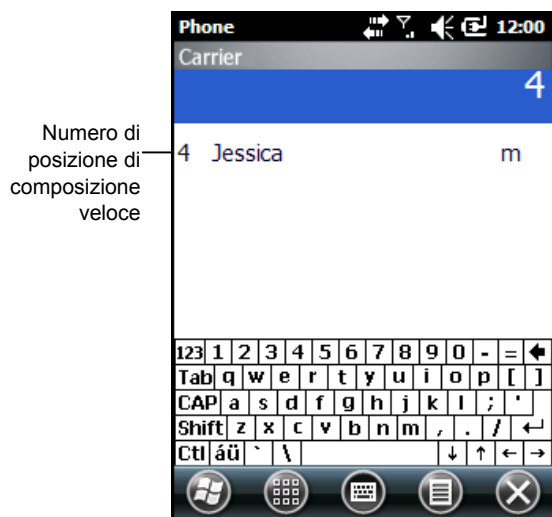 Phone 12:00
Carrier
4
Numero di
posizione di
composizione
veloce
4 Jessica m
123 1 2 3 4 5 6 7 8 9 0 - =
Tab q w e r t y u i o p [ ]
CAP a s d f g h j k l ; '
Shift z x c v b n m , . /
Ctl áü ` \